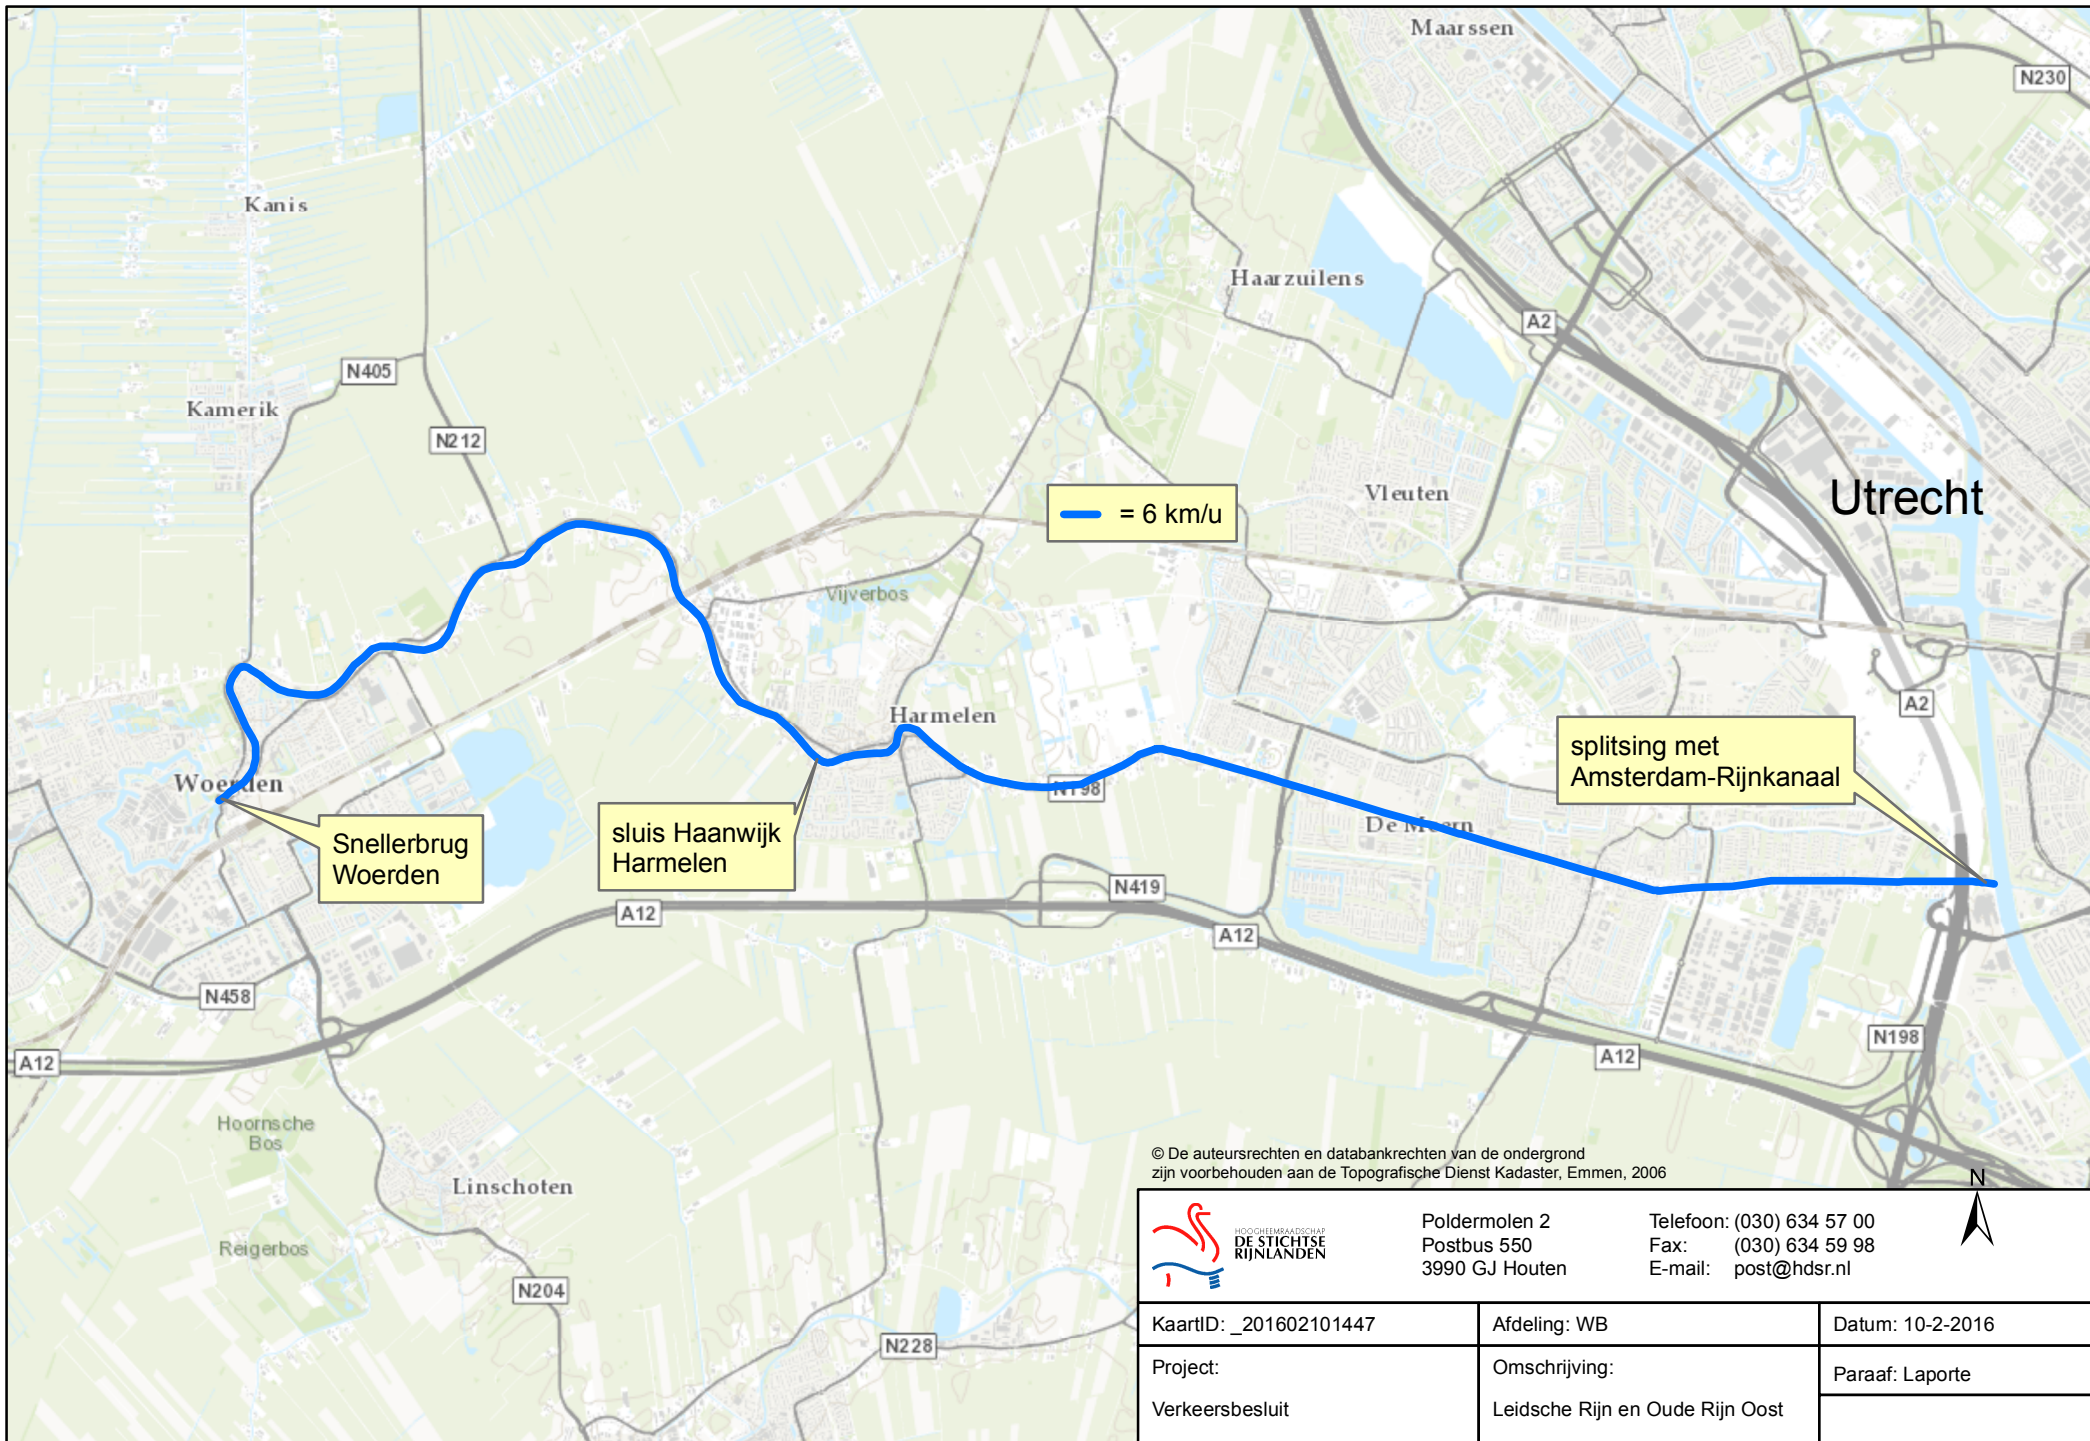 Maarssen
N230
Kanis
Haarzuilens
A2
N405
Kamerik
N212
Vleuten
Utrecht
= 6 km/u
Vijverbos
A2
Harmelen
splitsing met
Amsterdam-Rijnkanaal
Woerden
N198
De Meern
Snellerbrug
Woerden
sluis Haanwijk
Harmelen
N419
A12
A12
N458
A12
N198
A12
Hoornsche
Bos
Linschoten
Reigerbos
N204
N228
© De auteursrechten en databankrechten van de ondergrond
zijn voorbehouden aan de Topografische Dienst Kadaster, Emmen, 2006
N
HOOGHEEMRAADSCHAP
DE STICHTSE
RIJNLANDEN
Poldermolen 2
Postbus 550
3990 GJ Houten
Telefoon: (030) 634 57 00
Fax: (030) 634 59 98
E-mail: post@hdsr.nl
KaartID: _201602101447
Afdeling: WB
Datum: 10-2-2016
Project:
Verkeersbesluit
Omschrijving:
Leidsche Rijn en Oude Rijn Oost
Paraaf: Laporte